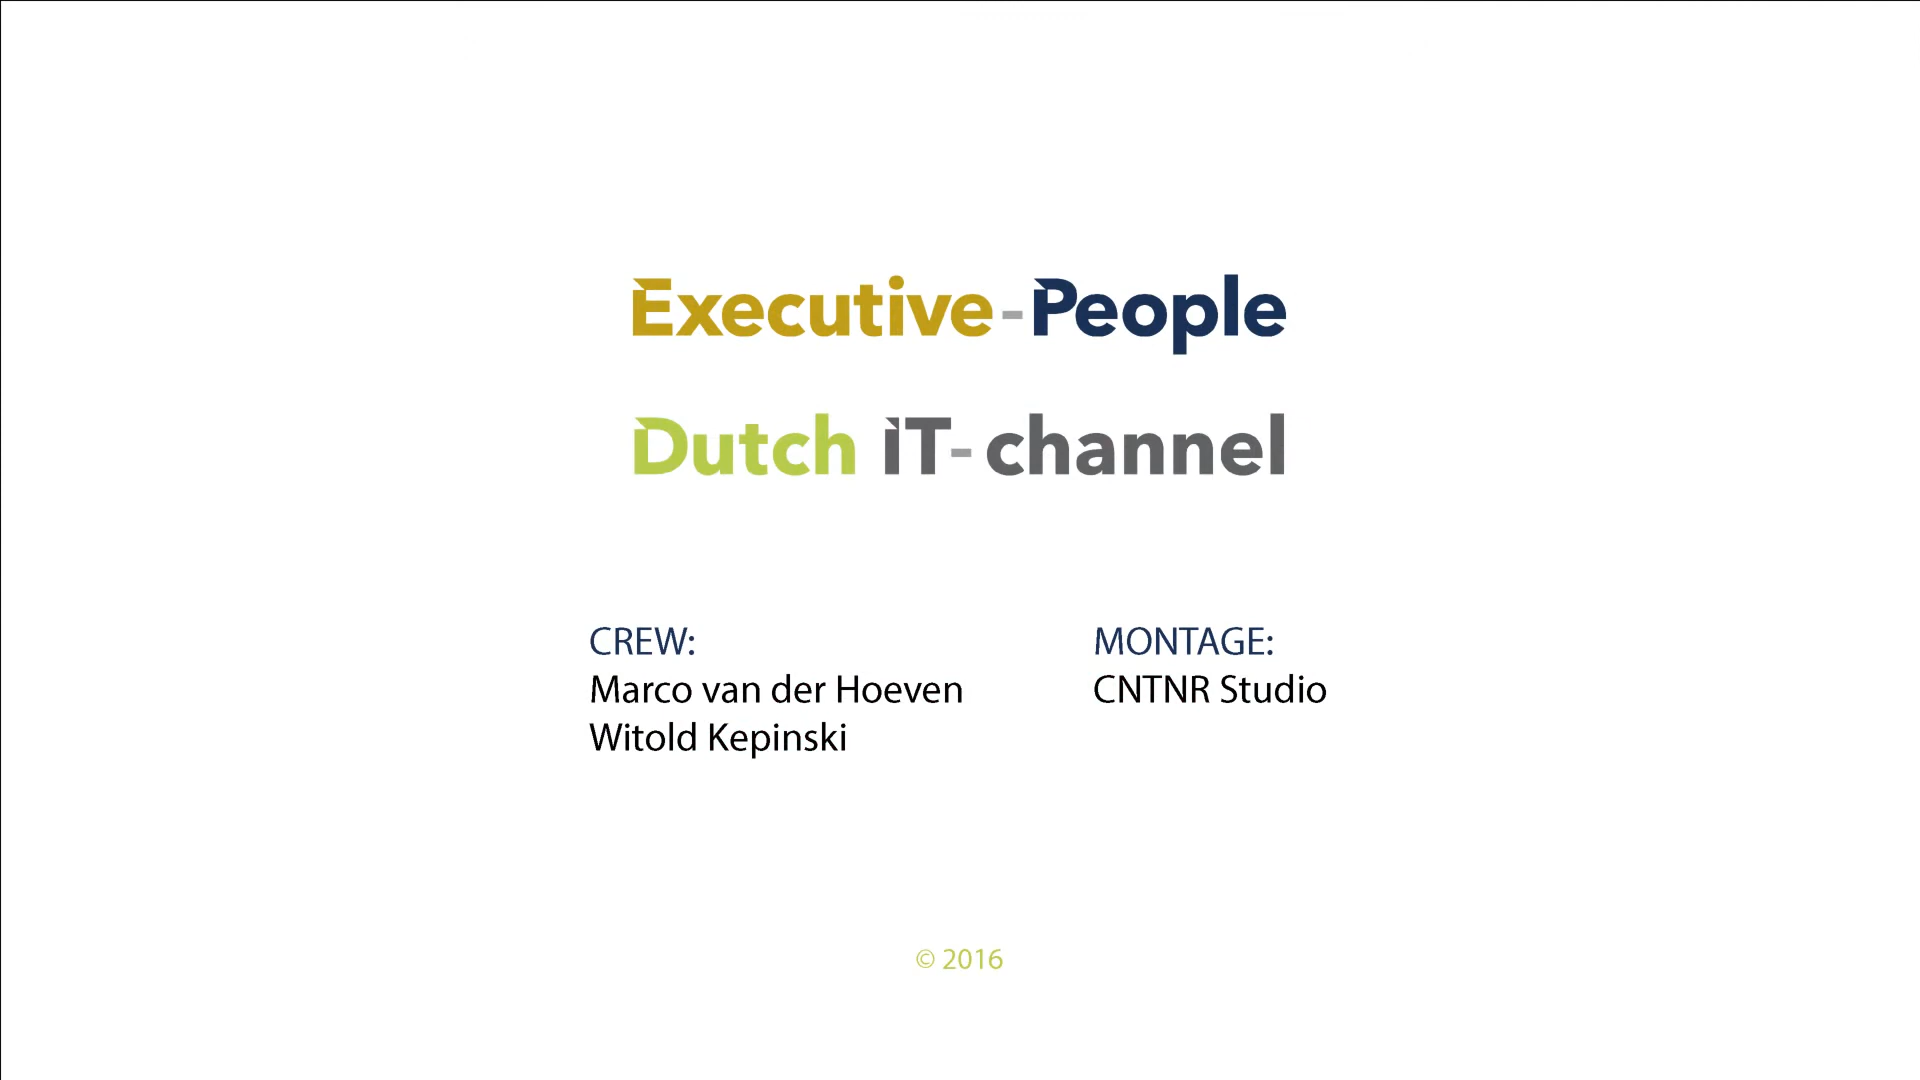 Executive-People
Dutch IT-channel
CREW:
Marco van der Hoeven
Witold Kepinski
MONTAGE:
CNTNR Studio
© 2016